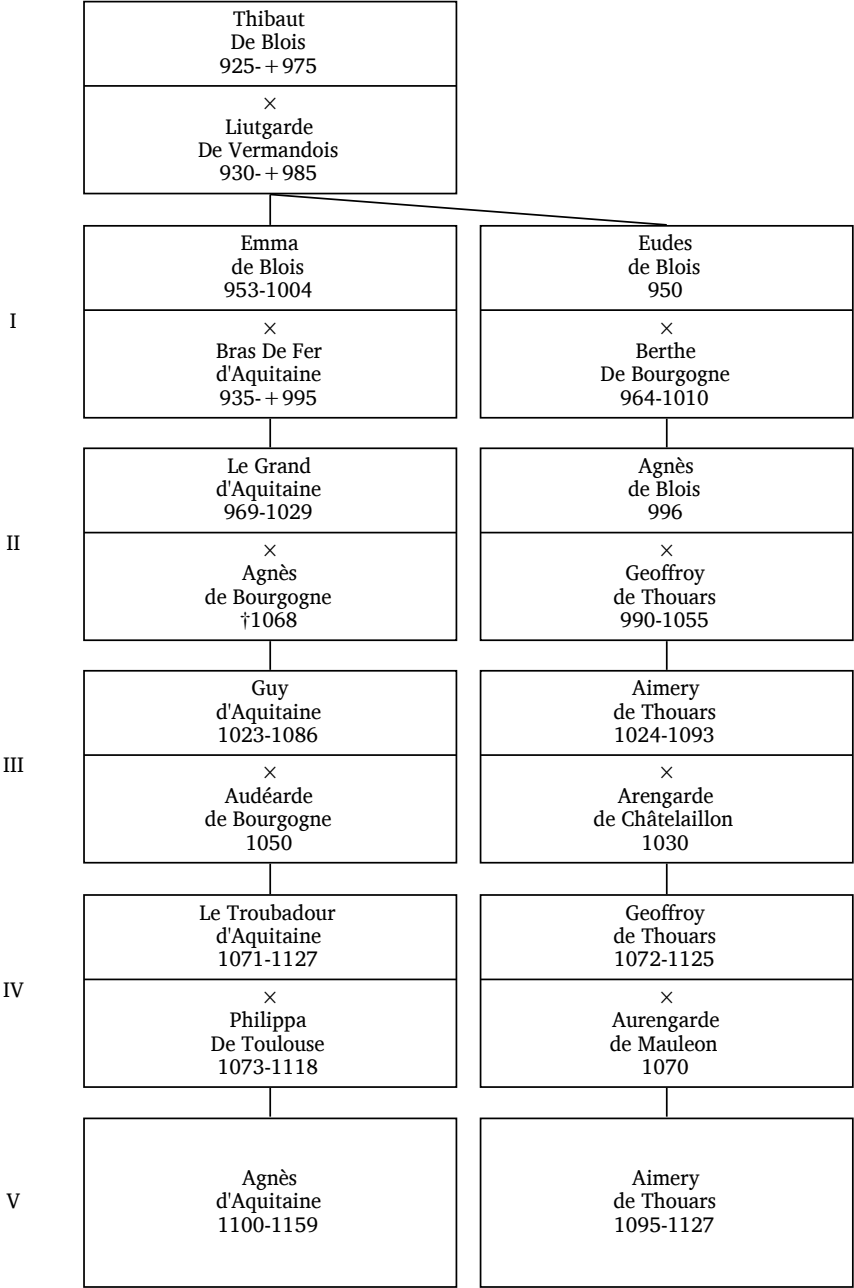 Thibaut
De Blois
925-+975
×
Liutgarde
De Vermandois
930-+985
I
Emma
de Blois
953-1004
×
Bras De Fer
d'Aquitaine
935-+995
Eudes
de Blois
950
×
Berthe
De Bourgogne
964-1010
II
Le Grand
d'Aquitaine
969-1029
×
Agnès
de Bourgogne
†1068
Agnès
de Blois
996
×
Geoffroy
de Thouars
990-1055
III
Guy
d'Aquitaine
1023-1086
×
Audéarde
de Bourgogne
1050
Aimery
de Thouars
1024-1093
×
Arengarde
de Châtelaillon
1030
IV
Le Troubadour
d'Aquitaine
1071-1127
×
Philippa
De Toulouse
1073-1118
Geoffroy
de Thouars
1072-1125
×
Aurengarde
de Mauleon
1070
V
Agnès
d'Aquitaine
1100-1159
Aimery
de Thouars
1095-1127